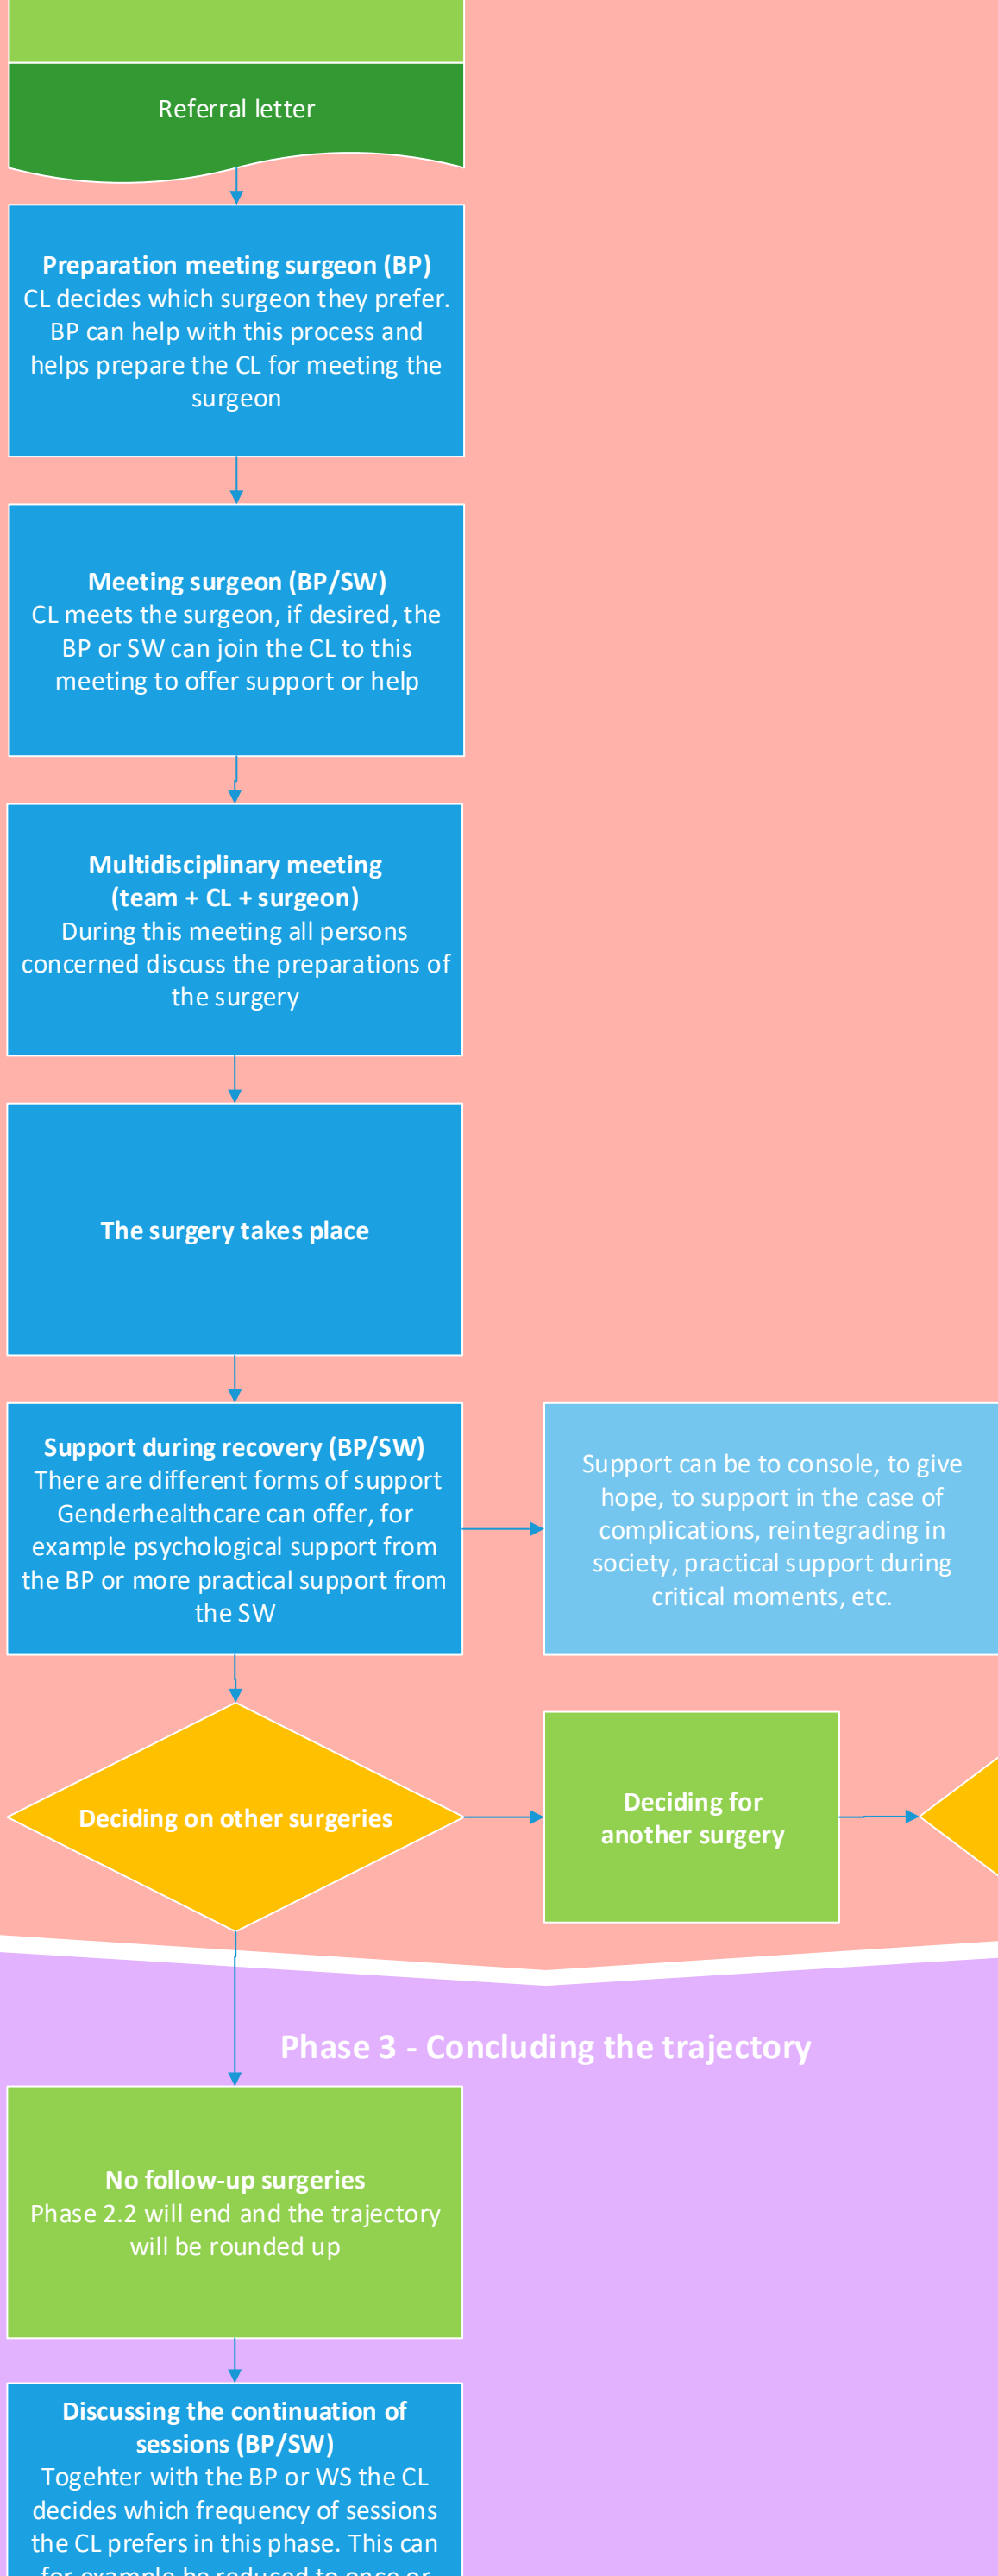 Referral letter
Preparation meeting surgeon (BP)
CL decides which surgeon they prefer.
BP can help with this process and
helps prepare the CL for meeting the
surgeon
Meeting surgeon (BP/SW)
CL meets the surgeon, if desired, the
BP or SW can join the CL to this
meeting to offer support or help
Multidisciplinary meeting
(team + CL + surgeon)
During this meeting all persons
concerned discuss the preparations of
the surgery
The surgery takes place
Support during recovery (BP/SW)
There are different forms of support
Genderhealthcare can offer, for
example psychological support from
the BP or more practical support from
the SW
Support can be to console, to give
hope, to support in the case of
complications, reintegrading in
society, practical support during
critical moments, etc.
Deciding on other surgeries
Deciding for
another surgery
Phase 3 - Concluding the trajectory
No follow-up surgeries
Phase 2.2 will end and the trajectory
will be rounded up
Discussing the continuation of
sessions (BP/SW)
Togehter with the BP or WS the CL
decides which frequency of sessions
the CL prefers in this phase. This can
for example be reduced to once or